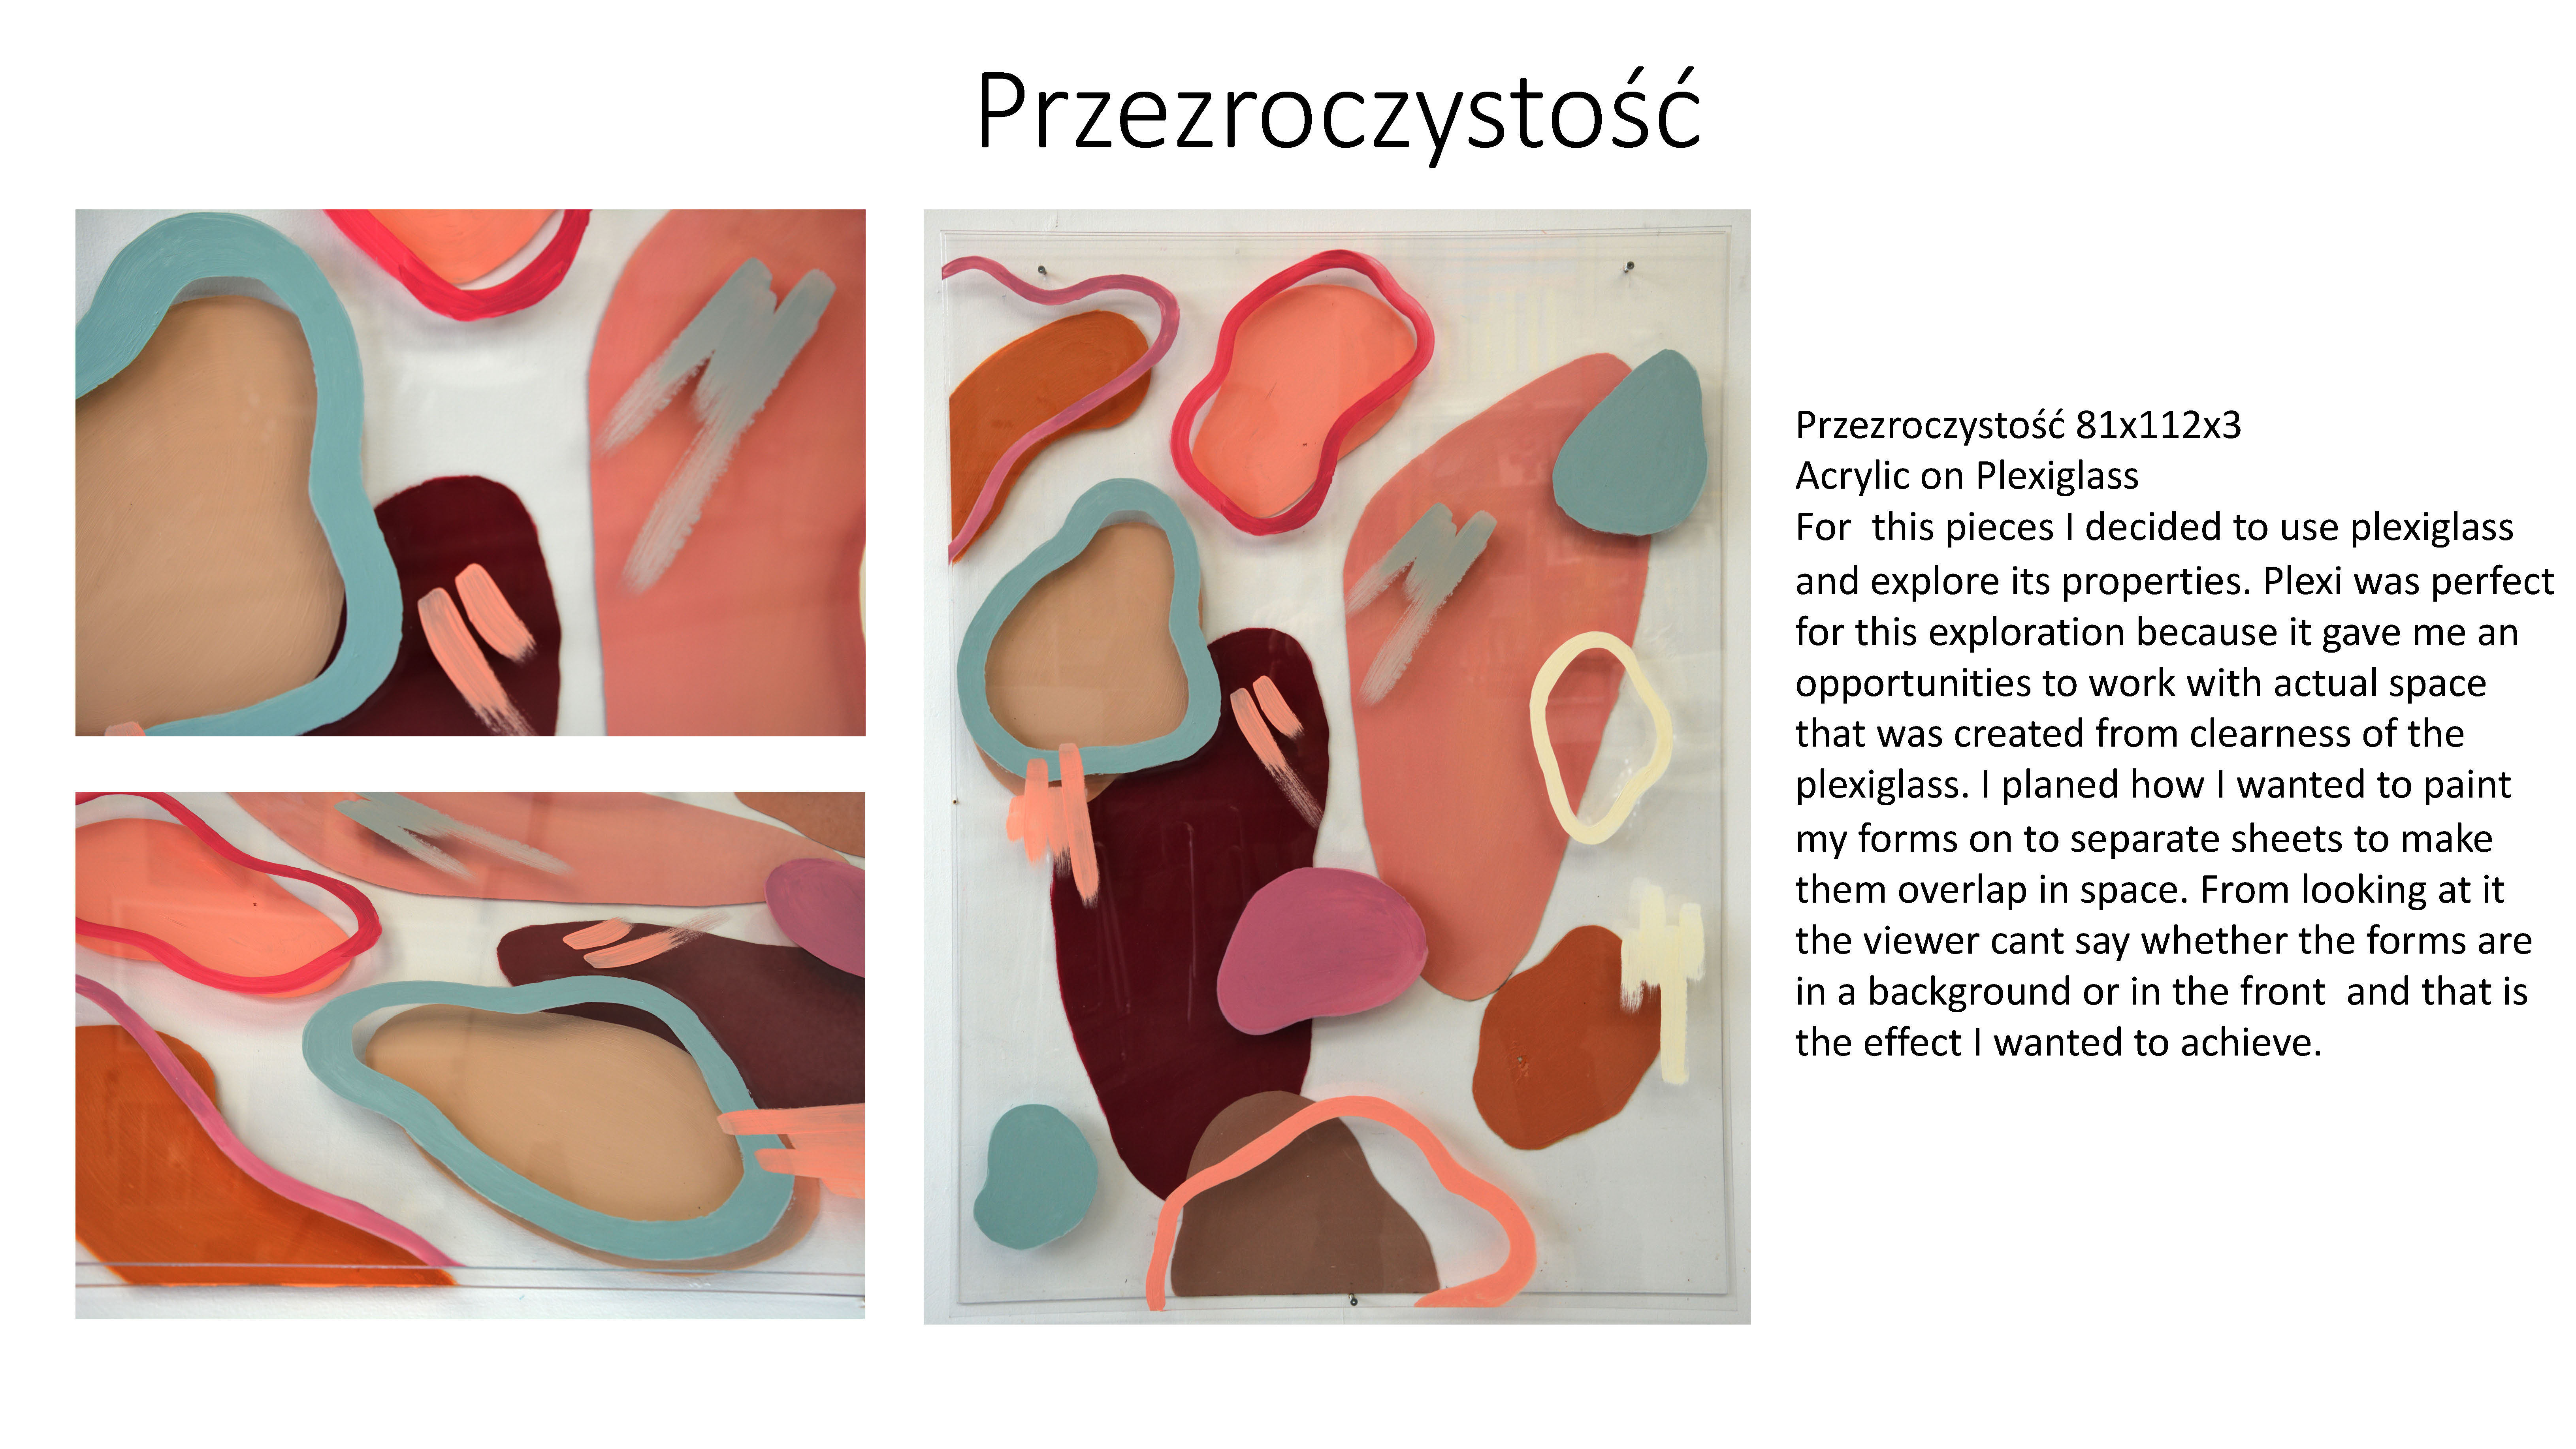 Przezroczystość
Przezroczystość 81x112x3
Acrylic on Plexiglass
For  this pieces I decided to use plexiglass
and explore its properties. Plexi was perfect
for this exploration because it gave me an
opportunities to work with actual space
that was created from clearness of the
plexiglass. I planed how I wanted to paint
my forms on to separate sheets to make
them overlap in space. From looking at it
the viewer cant say whether the forms are
in a background or in the front  and that is
the effect I wanted to achieve.